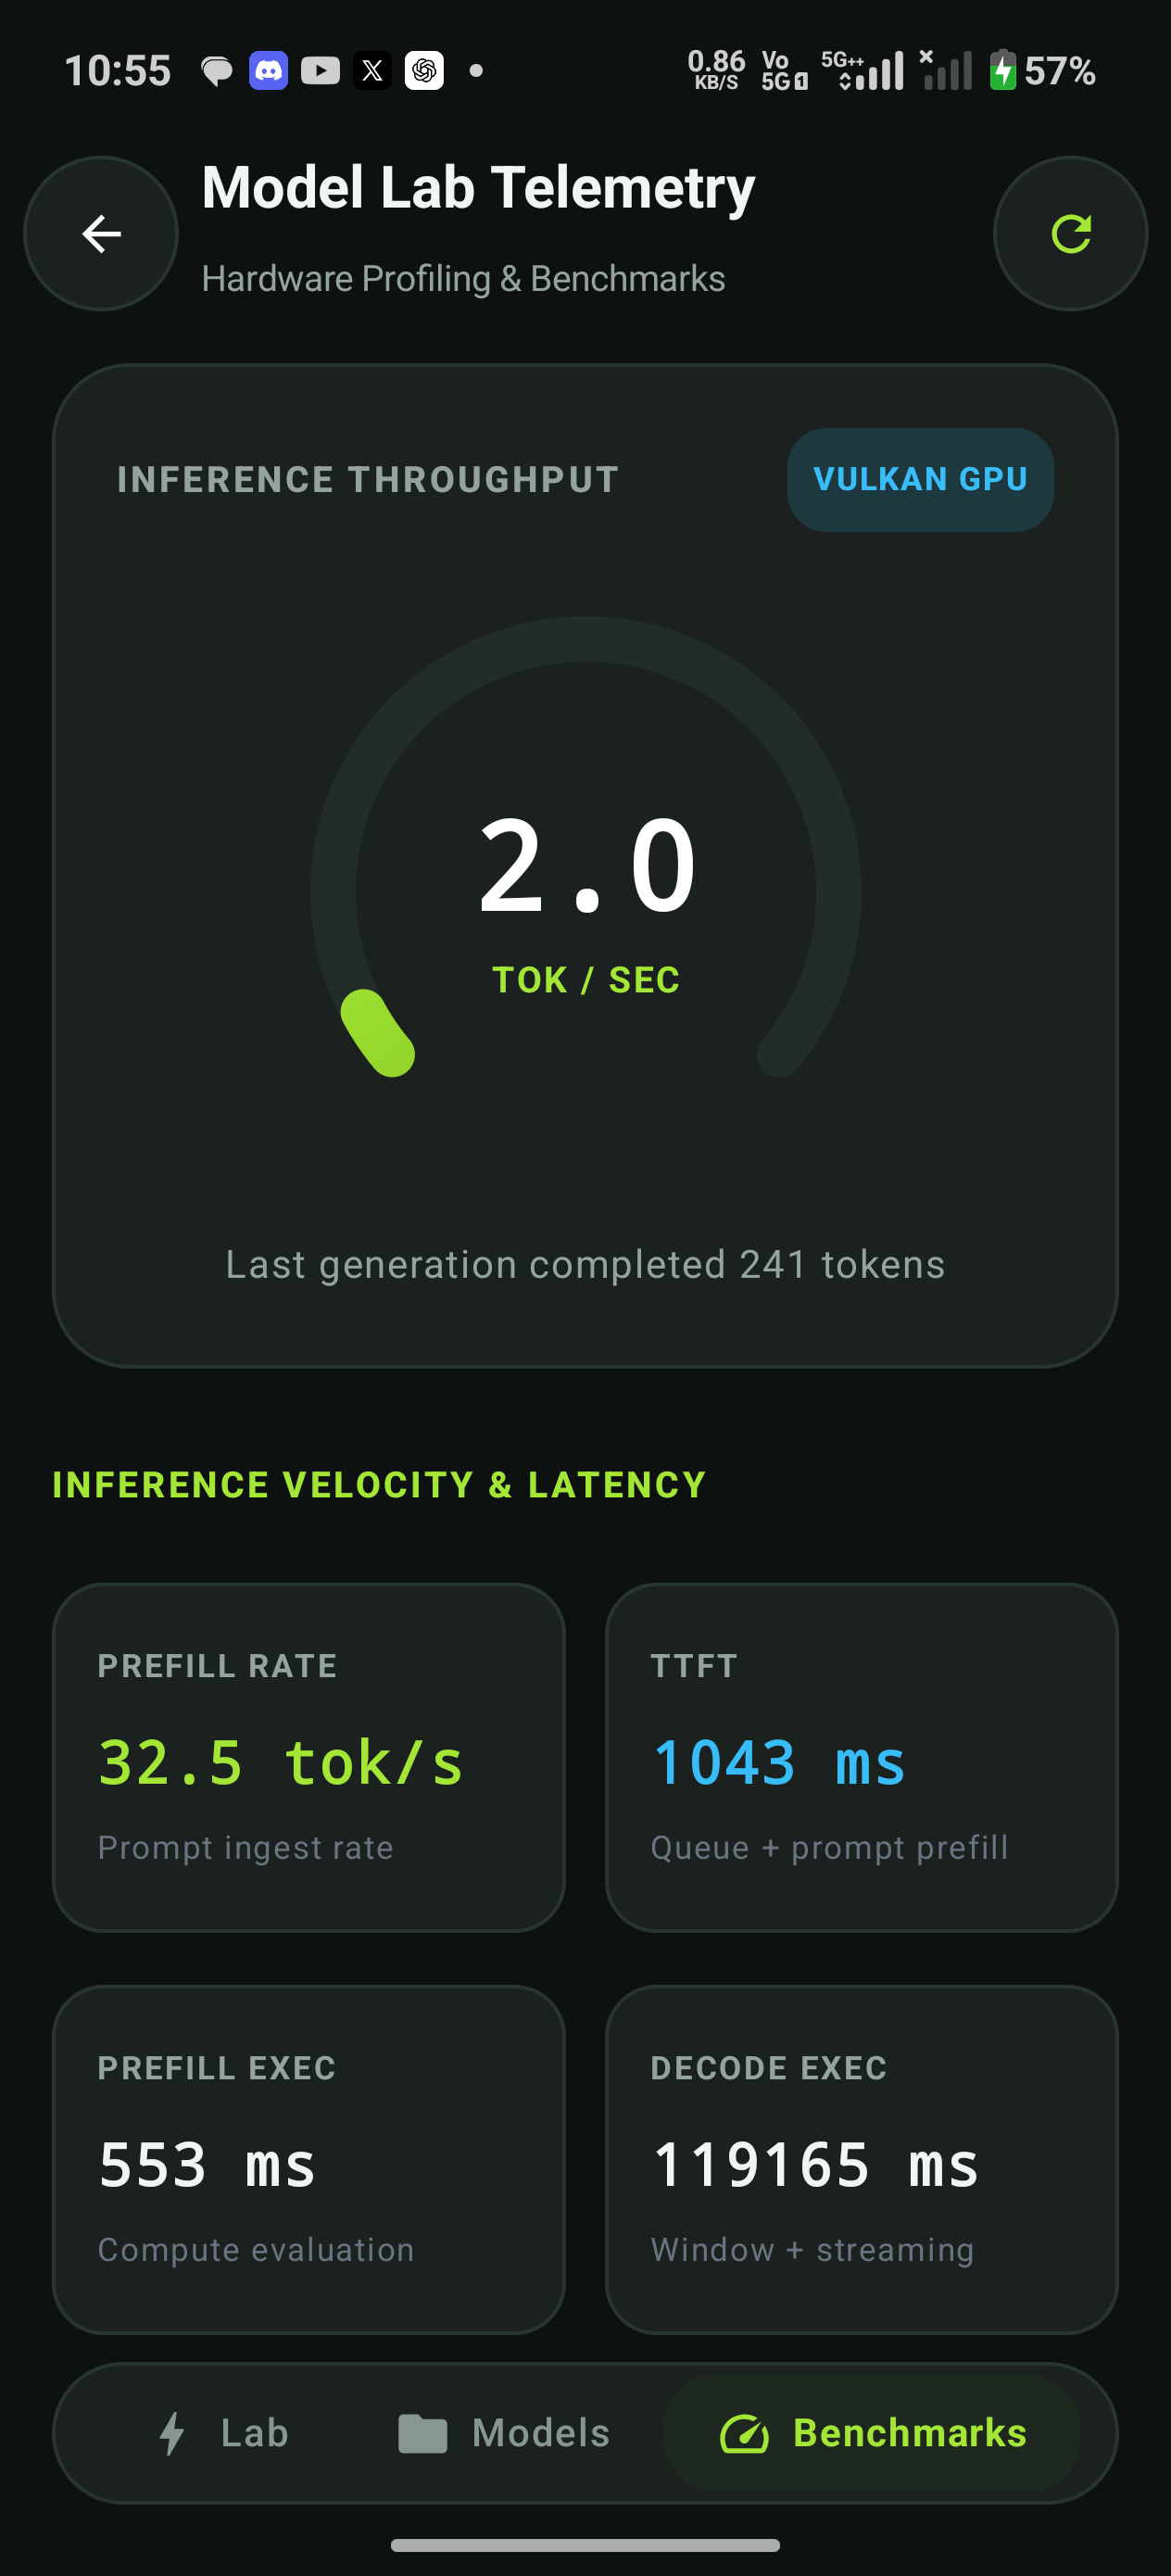 10:55
0.86 KB/S Vo 5G 1 5G++ 57%
Model Lab Telemetry
Hardware Profiling & Benchmarks
INFERENCE THROUGHPUT
VULKAN GPU
2.0
TOK / SEC
Last generation completed 241 tokens
INFERENCE VELOCITY & LATENCY
PREFILL RATE
32.5 tok/s
Prompt ingest rate
TTFT
1043 ms
Queue + prompt prefill
PREFILL EXEC
553 ms
Compute evaluation
DECODE EXEC
119165 ms
Window + streaming
Lab
Models
Benchmarks